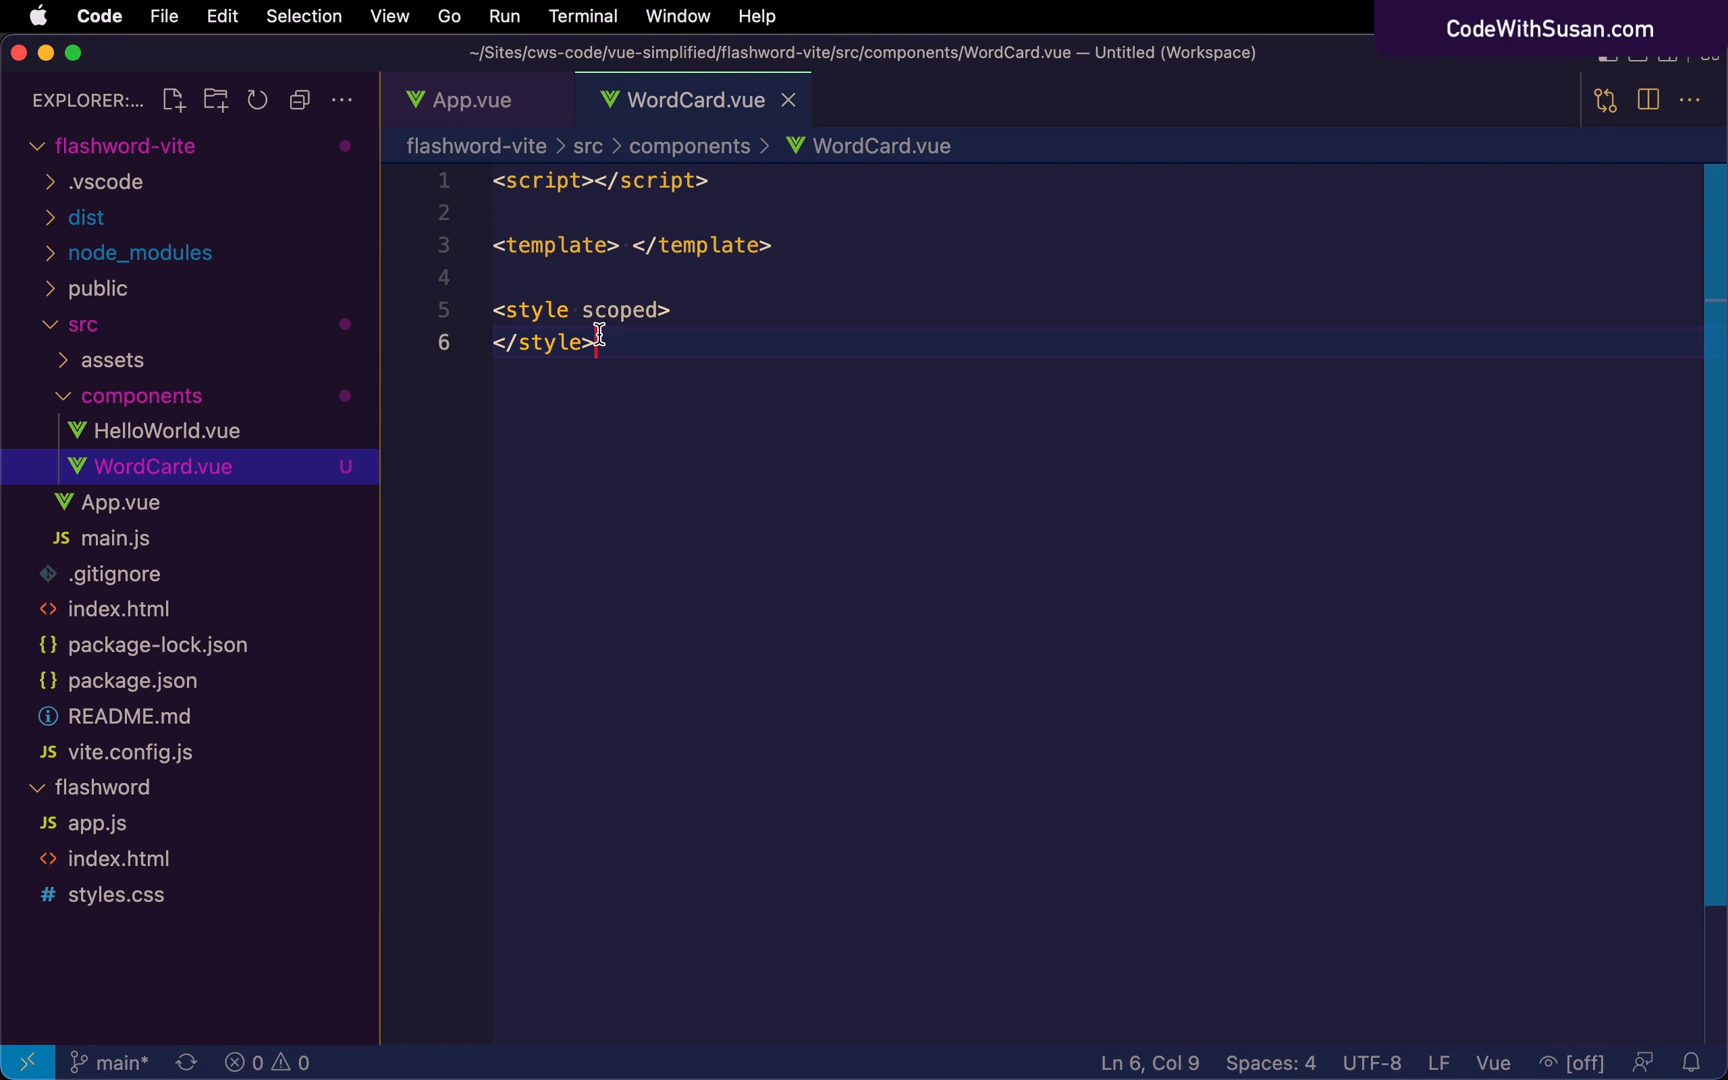 Code File Edit Selection View Go Run Terminal Window Help
CodeWithSusan.com
~/Sites/cws-code/vue-simplified/flashword-vite/src/components/WordCard.vue — Untitled (Workspace)
EXPLORER:...
App.vue
WordCard.vue
flashword-vite > src > components > WordCard.vue
flashword-vite
.vscode
dist
node_modules
public
src
assets
components
HelloWorld.vue
WordCard.vue U
App.vue
JS main.js
.gitignore
<> index.html
{} package-lock.json
{} package.json
README.md
JS vite.config.js
flashword
JS app.js
<> index.html
# styles.css
1 <script></script>
2
3 <template> </template>
4
5 <style scoped>
6 </style>
main* 0 0
Ln 6, Col 9 Spaces: 4 UTF-8 LF Vue [off]